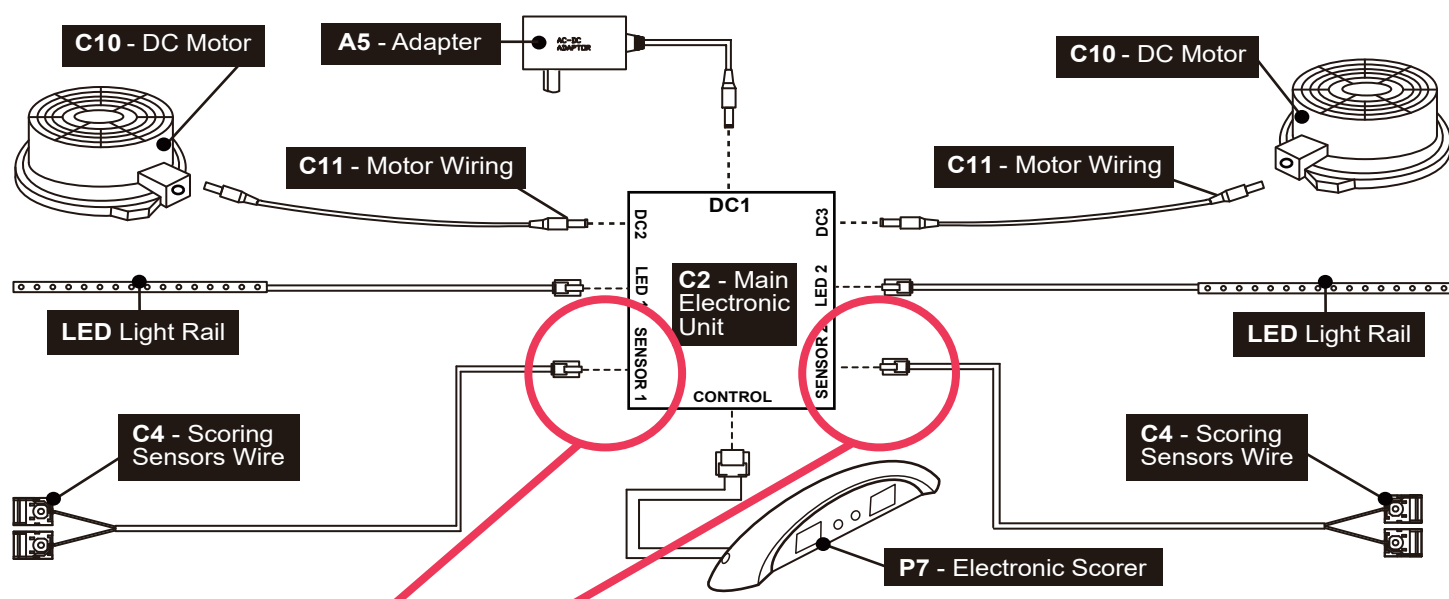 C10 - DC Motor
A5 - Adapter
AC-DC
ADAPTOR
C10 - DC Motor
C11 - Motor Wiring
C11 - Motor Wiring
DC1
DC2
DC3
LED
LED 2
C2 - Main
Electronic
Unit
LED Light Rail
LED Light Rail
SENSOR 1
SENSOR
CONTROL
C4 - Scoring
Sensors Wire
C4 - Scoring
Sensors Wire
P7 - Electronic Scorer